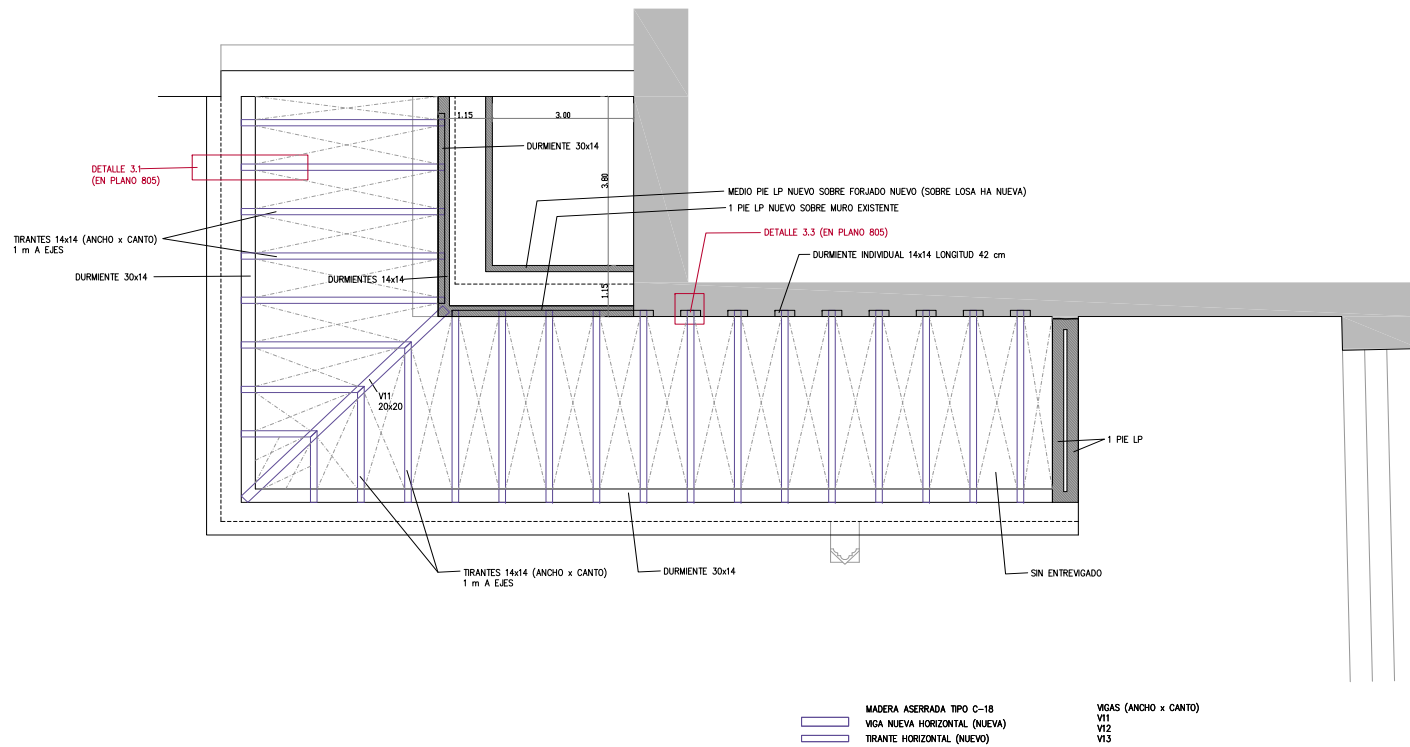 1.15
3.00
DURMIENTE 30x14
DETALLE 3.1
(EN PLANO 805)
3.80
MEDIO PIE LP NUEVO SOBRE FORJADO NUEVO (SOBRE LOSA HA NUEVA)
1 PIE LP NUEVO SOBRE MURO EXISTENTE
DETALLE 3.3 (EN PLANO 805)
TIRANTES 14x14 (ANCHO x CANTO)
1 m A EJES
DURMIENTE INDIVIDUAL 14x14 LONGITUD 42 cm
DURMIENTE 30x14
DURMIENTES 14x14
1.15
V11
20x20
1 PIE LP
TIRANTES 14x14 (ANCHO x CANTO)
1 m A EJES
DURMIENTE 30x14
SIN ENTREVIGADO
MADERA ASERRADA TIPO C-18
VIGA NUEVA HORIZONTAL (NUEVA)
TIRANTE HORIZONTAL (NUEVO)
VIGAS (ANCHO x CANTO)
V11
V12
V13